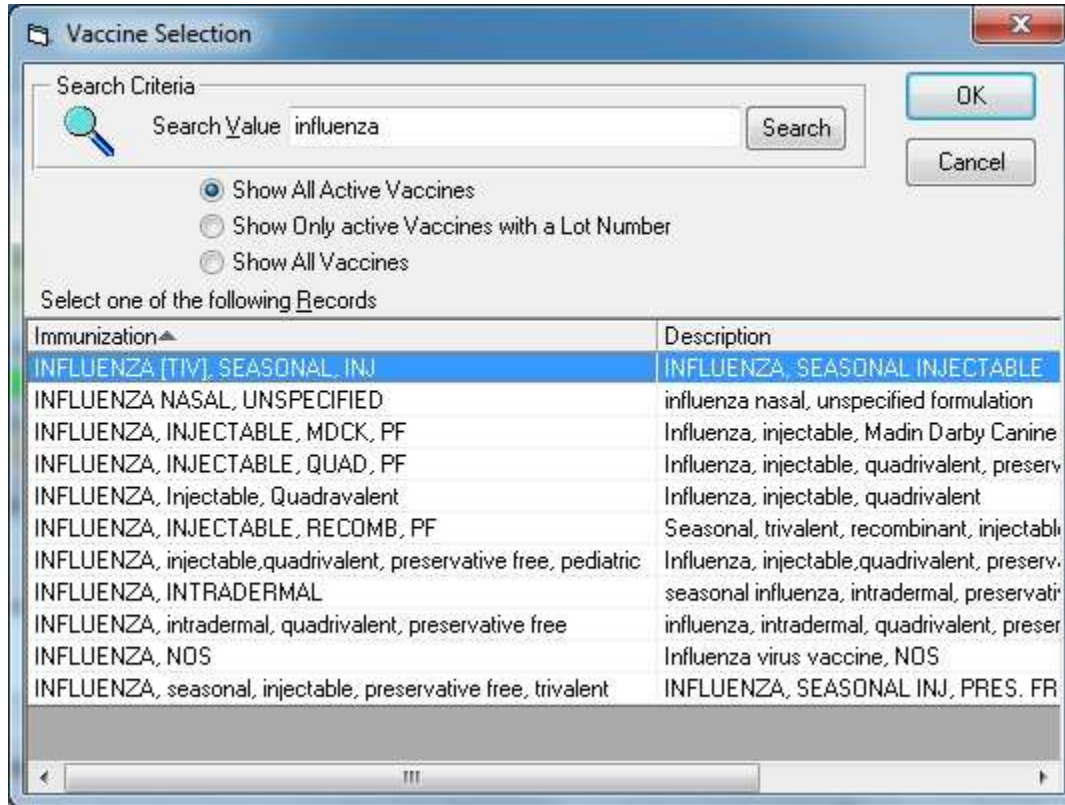 Vaccine Selection
Search Criteria
OK
Search Value influenza Search
Cancel
Show All Active Vaccines
Show Only active Vaccines with a Lot Number
Show All Vaccines
Select one of the following Records
Immunization Description
INFLUENZA [TIV], SEASONAL, INJ INFLUENZA, SEASONAL INJECTABLE
INFLUENZA NASAL, UNSPECIFIED influenza nasal, unspecified formulation
INFLUENZA, INJECTABLE, MDCK, PF Influenza, injectable, Madin Darby Canine
INFLUENZA, INJECTABLE, QUAD, PF Influenza, injectable, quadrivalent, preserv
INFLUENZA, Injectable, Quadravalent Influenza, injectable, quadrivalent
INFLUENZA, INJECTABLE, RECOMB, PF Seasonal, trivalent, recombinant, injectabl
INFLUENZA, injectable,quadrivalent, preservative free, pediatric Influenza, injectable,quadrivalent, preserv
INFLUENZA, INTRADERMAL seasonal influenza, intradermal, preservati
INFLUENZA, intradermal, quadrivalent, preservative free influenza, intradermal, quadrivalent, preser
INFLUENZA, NOS Influenza virus vaccine, NOS
INFLUENZA, seasonal, injectable, preservative free, trivalent INFLUENZA, SEASONAL INJ, PRES. FR